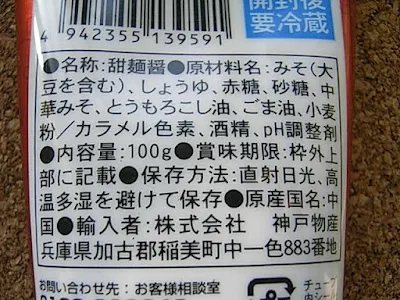 開封後
要冷蔵
4 942355 139591
●名称:甜麺醤●原材料名:みそ(大
豆を含む)、しょうゆ、赤糖、砂糖、中
華みそ、とうもろこし油、ごま油、小麦
粉/カラメル色素、酒精、pH調整剤
●内容量:100g●賞味期限:枠外上
部に記載●保存方法:直射日光、高
温多湿を避けて保存●原産国名:中
国●輸入者:株式会社 神戸物産
兵庫県加古郡稲美町中一色883番地
お問い合わせ先:お客様相談室
チュー